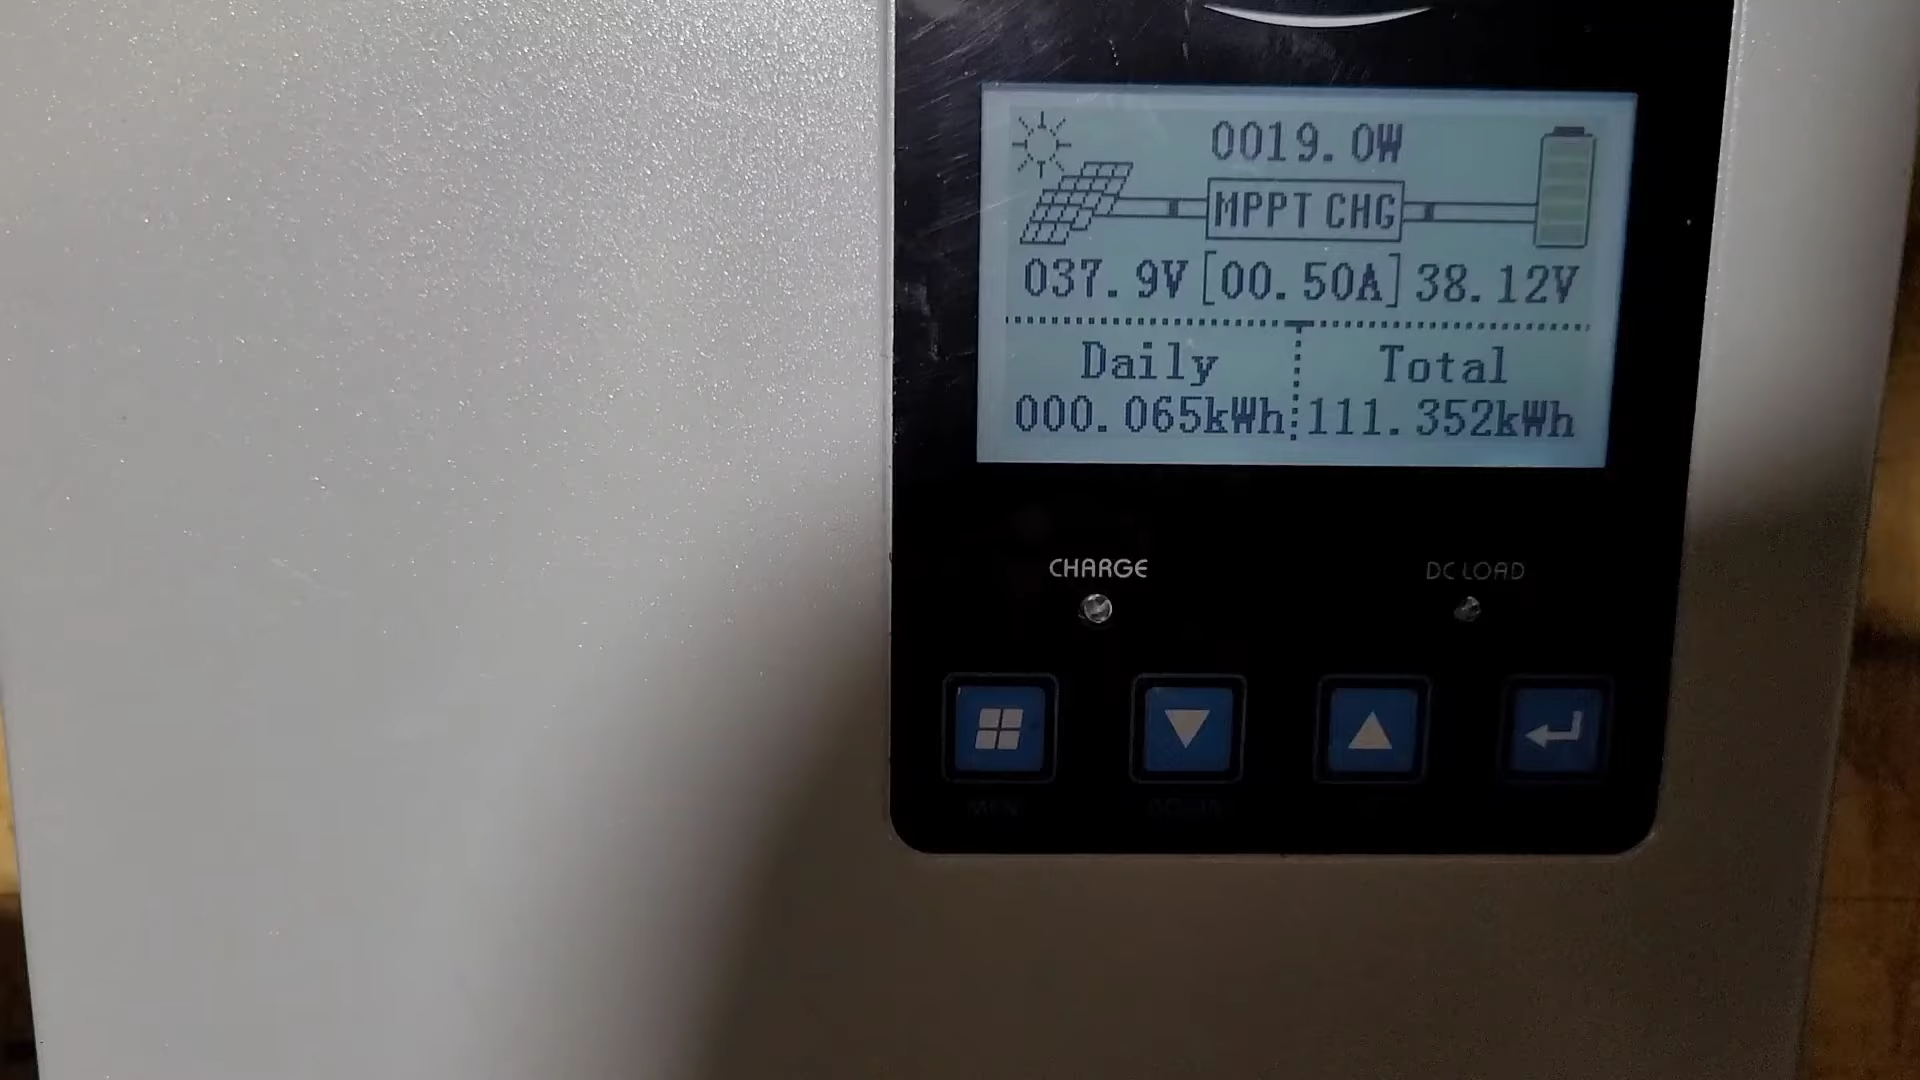 0019.0W
MPPT CHG
037.9V [00.50A] 38.12V
Daily Total
000.065kWh 111.352kWh
CHARGE DC LOAD